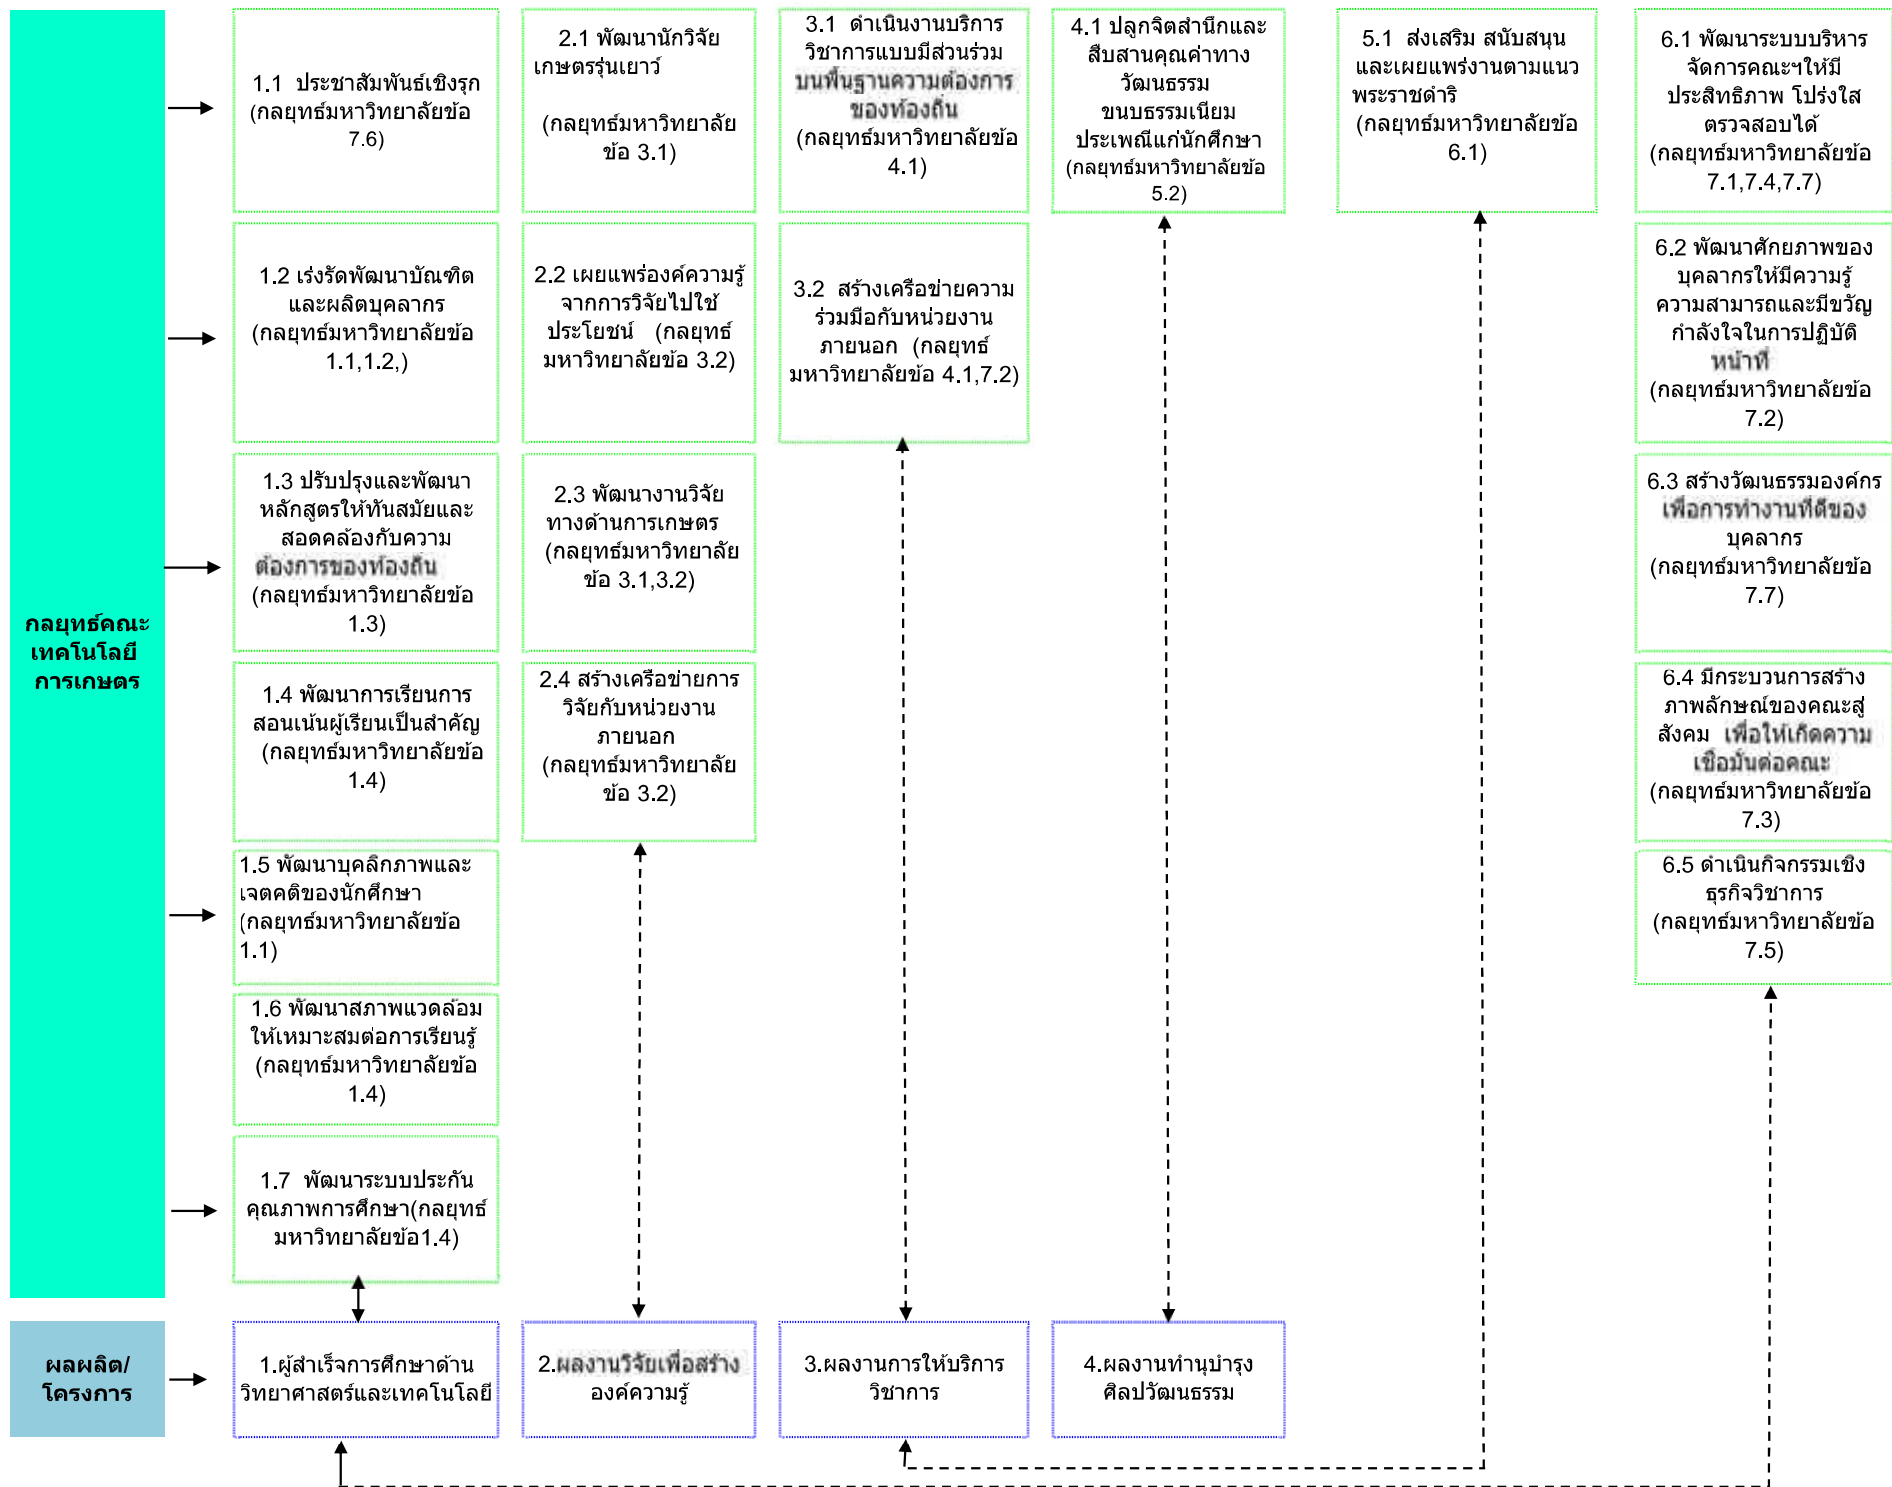 กลยุทธ์คณะ
เทคโนโลยี
การเกษตร
1.1 ประชาสัมพันธ์เชิงรุก
(กลยุทธ์มหาวิทยาลัยข้อ
7.6)
2.1 พัฒนานักวิจัย
เกษตรรุ่นเยาว์
(กลยุทธ์มหาวิทยาลัย
ข้อ 3.1)
3.1 ดำเนินงานบริการ
วิชาการแบบมีส่วนร่วม
บนพื้นฐานความต้องการ
ของท้องถิ่น
(กลยุทธ์มหาวิทยาลัยข้อ
4.1)
4.1 ปลูกจิตสำนึกและ
สืบสานคุณค่าทาง
วัฒนธรรม
ขนบธรรมเนียม
ประเพณีแก่นักศึกษา
(กลยุทธ์มหาวิทยาลัยข้อ
5.2)
5.1 ส่งเสริม สนับสนุน
และเผยแพร่งานตามแนว
พระราชดำริ
(กลยุทธ์มหาวิทยาลัยข้อ
6.1)
6.1 พัฒนาระบบบริหาร
จัดการคณะฯให้มี
ประสิทธิภาพ โปร่งใส
ตรวจสอบได้
(กลยุทธ์มหาวิทยาลัยข้อ
7.1,7.4,7.7)
1.2 เร่งรัดพัฒนาบัณฑิต
และผลิตบุคลากร
(กลยุทธ์มหาวิทยาลัยข้อ
1.1,1.2,)
2.2 เผยแพร่องค์ความรู้
จากการวิจัยไปใช้
ประโยชน์ (กลยุทธ์
มหาวิทยาลัยข้อ 3.2)
3.2 สร้างเครือข่ายความ
ร่วมมือกับหน่วยงาน
ภายนอก (กลยุทธ์
มหาวิทยาลัยข้อ 4.1,7.2)
6.2 พัฒนาศักยภาพของ
บุคลากรให้มีความรู้
ความสามารถและมีขวัญ
กำลังใจในการปฏิบัติ
หน้าที่
(กลยุทธ์มหาวิทยาลัยข้อ
7.2)
1.3 ปรับปรุงและพัฒนา
หลักสูตรให้ทันสมัยและ
สอดคล้องกับความ
ต้องการของท้องถิ่น
(กลยุทธ์มหาวิทยาลัยข้อ
1.3)
2.3 พัฒนางานวิจัย
ทางด้านการเกษตร
(กลยุทธ์มหาวิทยาลัย
ข้อ 3.1,3.2)
6.3 สร้างวัฒนธรรมองค์กร
เพื่อการทำงานที่ดีของ
บุคลากร
(กลยุทธ์มหาวิทยาลัยข้อ
7.7)
1.4 พัฒนาการเรียนการ
สอนเน้นผู้เรียนเป็นสำคัญ
(กลยุทธ์มหาวิทยาลัยข้อ
1.4)
2.4 สร้างเครือข่ายการ
วิจัยกับหน่วยงาน
ภายนอก
(กลยุทธ์มหาวิทยาลัย
ข้อ 3.2)
6.4 มีกระบวนการสร้าง
ภาพลักษณ์ของคณะสู่
สังคม เพื่อให้เกิดความ
เชื่อมั่นต่อคณะ
(กลยุทธ์มหาวิทยาลัยข้อ
7.3)
1.5 พัฒนาบุคลิกภาพและ
เจตคติของนักศึกษา
(กลยุทธ์มหาวิทยาลัยข้อ
1.1)
6.5 ดำเนินกิจกรรมเชิง
ธุรกิจวิชาการ
(กลยุทธ์มหาวิทยาลัยข้อ
7.5)
1.6 พัฒนาสภาพแวดล้อม
ให้เหมาะสมต่อการเรียนรู้
(กลยุทธ์มหาวิทยาลัยข้อ
1.4)
1.7 พัฒนาระบบประกัน
คุณภาพการศึกษา(กลยุทธ์
มหาวิทยาลัยข้อ1.4)
ผลผลิต/
โครงการ
1.ผู้สำเร็จการศึกษาด้าน
วิทยาศาสตร์และเทคโนโลยี
2.ผลงานวิจัยเพื่อสร้าง
องค์ความรู้
3.ผลงานการให้บริการ
วิชาการ
4.ผลงานทำนุบำรุง
ศิลปวัฒนธรรม